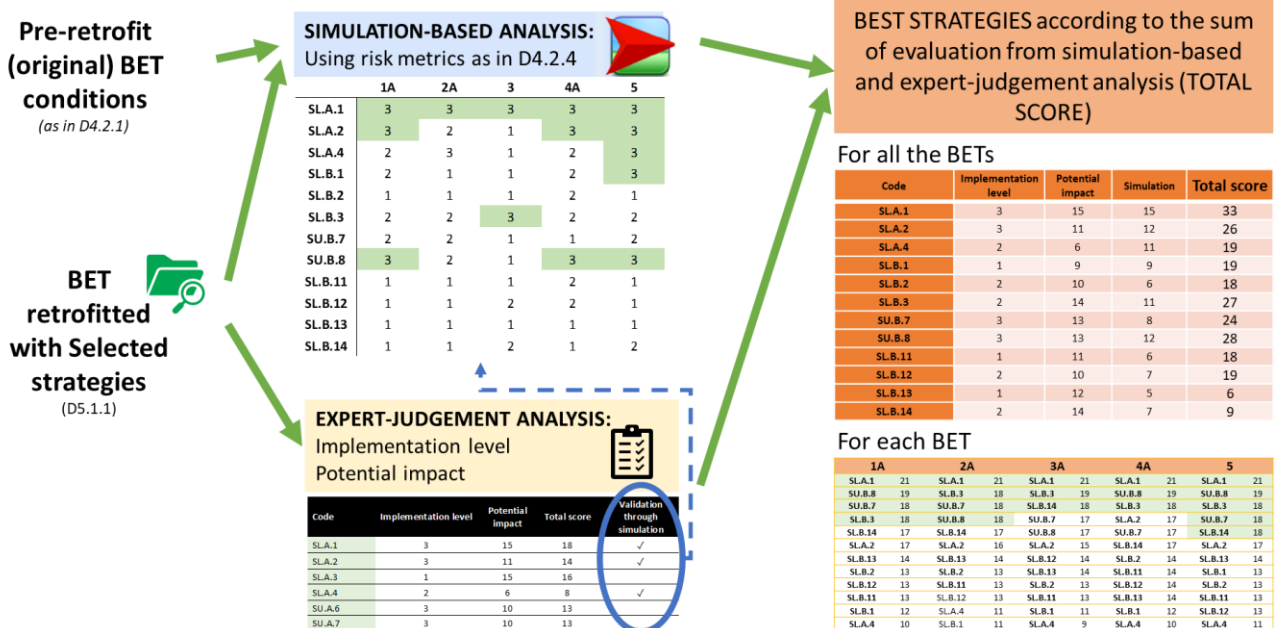 Pre-retrofit
(original) BET
conditions
(as in D4.2.1)
BET
retrofitted
with Selected
strategies
(D5.1.1)
SIMULATION-BASED ANALYSIS:
Using risk metrics as in D4.2.4
1A 2A 3 4A 5
SL.A.1 3 3 3 3 3
SL.A.2 3 2 1 3 3
SL.A.4 2 3 1 2 3
SL.B.1 2 1 1 2 3
SL.B.2 1 1 1 2 1
SL.B.3 2 2 3 2 2
SU.B.7 2 2 1 1 2
SU.B.8 3 2 1 3 3
SL.B.11 1 1 1 2 1
SL.B.12 1 1 2 2 1
SL.B.13 1 1 1 1 1
SL.B.14 1 1 2 1 2
EXPERT-JUDGEMENT ANALYSIS:
Implementation level
Potential impact
Code Implementation level Potential impact Total score Validation through simulation
SL.A.1 3 15 18 ✓
SL.A.2 3 11 14 ✓
SL.A.3 1 15 16
SL.A.4 2 6 8 ✓
SU.A.6 3 10 13
SU.A.7 3 10 13
BEST STRATEGIES according to the sum
of evaluation from simulation-based
and expert-judgement analysis (TOTAL
SCORE)
For all the BETs
Code Implementation level Potential impact Simulation Total score
SL.A.1 3 15 15 33
SL.A.2 3 11 12 26
SL.A.4 2 6 11 19
SL.B.1 1 9 9 19
SL.B.2 2 10 6 18
SL.B.3 2 14 11 27
SU.B.7 3 13 8 24
SU.B.8 3 13 12 28
SL.B.11 1 11 6 18
SL.B.12 2 10 7 19
SL.B.13 1 12 5 6
SL.B.14 2 14 7 9
For each BET
1A 2A 3A 4A 5
SL.A.1 21 SL.A.1 21 SL.A.1 21 SL.A.1 21 SL.A.1 21
SU.B.8 19 SL.B.3 18 SL.B.3 19 SU.B.8 19 SU.B.8 19
SU.B.7 18 SU.B.7 18 SL.B.14 18 SL.B.3 18 SL.B.3 18
SL.B.3 18 SU.B.8 18 SU.B.7 17 SL.A.2 17 SU.B.7 18
SL.B.14 17 SL.B.14 17 SU.B.8 17 SU.B.7 17 SL.B.14 18
SL.A.2 17 SL.A.2 16 SL.A.2 15 SL.B.14 17 SL.A.2 17
SL.B.13 14 SL.B.13 14 SL.B.12 14 SL.B.2 14 SL.B.13 14
SL.B.2 13 SL.B.2 13 SL.B.13 14 SL.B.11 14 SL.B.1 13
SL.B.12 13 SL.B.11 13 SL.B.2 13 SL.B.12 14 SL.B.2 13
SL.B.11 13 SL.B.12 13 SL.B.11 13 SL.B.13 14 SL.B.11 13
SL.B.1 12 SL.A.4 11 SL.B.1 11 SL.B.1 12 SL.B.12 13
SL.A.4 10 SL.B.1 11 SL.A.4 9 SL.A.4 10 SL.A.4 11